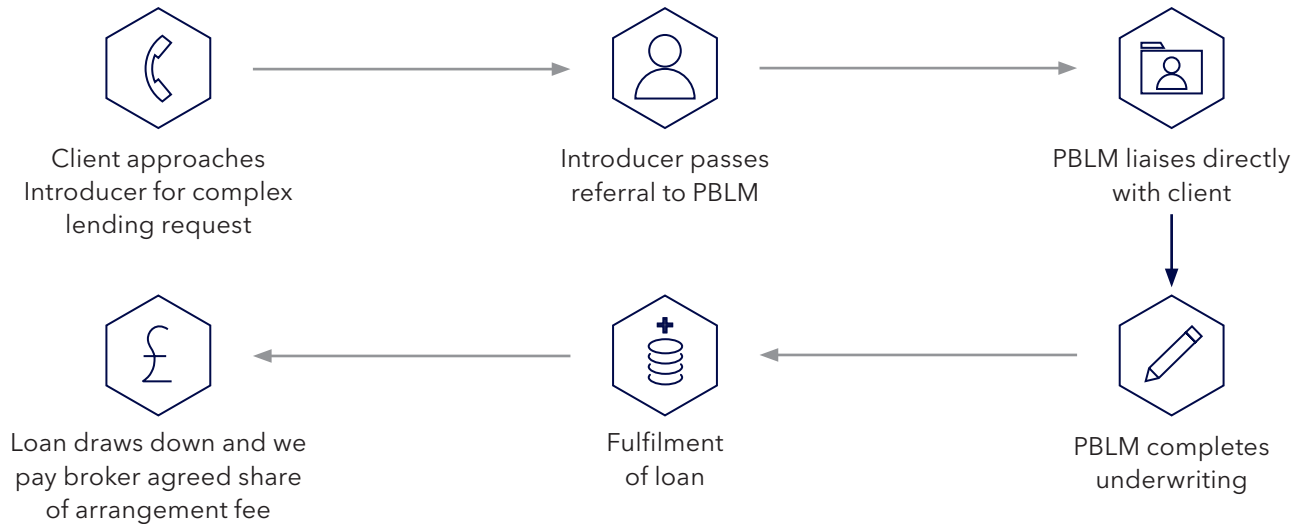 Client approaches
Introducer for complex
lending request
Introducer passes
referral to PBLM
PBLM liaises directly
with client
PBLM completes
underwriting
Fulfilment
of loan
Loan draws down and we
pay broker agreed share
of arrangement fee